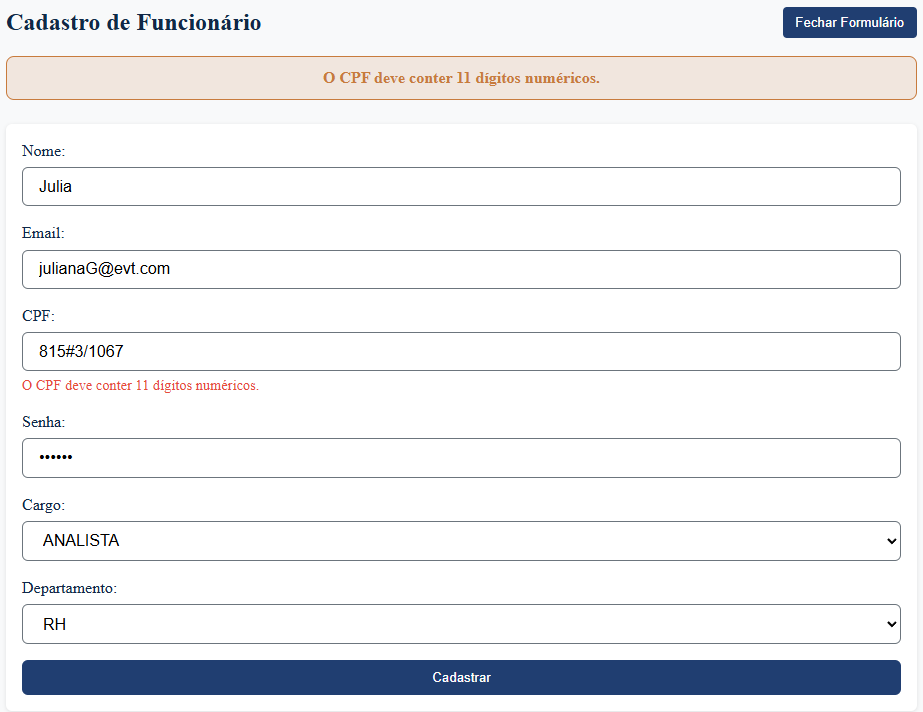 Cadastro de Funcionário
Fechar Formulário
O CPF deve conter 11 dígitos numéricos.
Nome:
Julia
Email:
julianaG@evt.com
CPF:
815#3/1067
O CPF deve conter 11 dígitos numéricos.
Senha:
••••••
Cargo:
ANALISTA
Departamento:
RH
Cadastrar